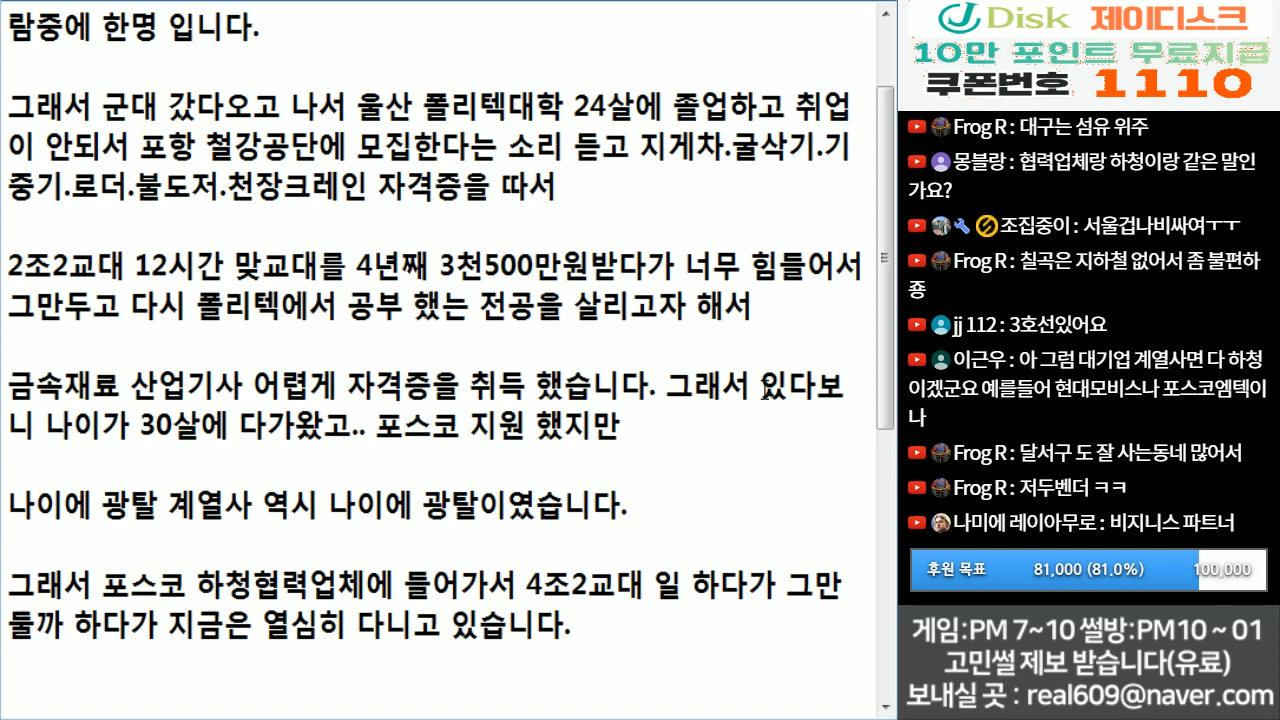 람중에 한명 입니다.
그래서 군대 갔다오고 나서 울산 폴리텍대학 24살에 졸업하고 취업
이 안되서 포항 철강공단에 모집한다는 소리 듣고 지게차.굴삭기.기
중기.로더.불도저.천장크레인 자격증을 따서
2조2교대 12시간 맞교대를 4년째 3천500만원받다가 너무 힘들어서
그만두고 다시 폴리텍에서 공부 했는 전공을 살리고자 해서
금속재료 산업기사 어렵게 자격증을 취득 했습니다. 그래서 있다보
니 나이가 30살에 다가왔고.. 포스코 지원 했지만
나이에 광탈 계열사 역시 나이에 광탈이였습니다.
그래서 포스코 하청협력업체에 들어가서 4조2교대 일 하다가 그만
둘까 하다가 지금은 열심히 다니고 있습니다.
JDisk 제이디스크
10만 포인트 무료지급
쿠폰번호 1110
Frog R : 대구는 섬유 위주
몽블랑 : 협력업체랑 하청이랑 같은 말인
가요?
조집중이 : 서울겁나비싸여ㅜㅜ
Frog R : 칠곡은 지하철 없어서 좀 불편하
죵
jj 112 : 3호선있어요
이근우 : 아 그럼 대기업 계열사면 다 하청
이겠군요 예를들어 현대모비스나 포스코엠텍이
나
Frog R : 달서구 도 잘 사는동네 많어서
Frog R : 저두벤더 ㅋㅋ
나미에 레이아무로 : 비지니스 파트너
후원 목표 81,000 (81.0%) 100,000
게임:PM 7~10 썰방:PM10 ~ 01
고민썰 제보 받습니다(유료)
보내실 곳 : real609@naver.com